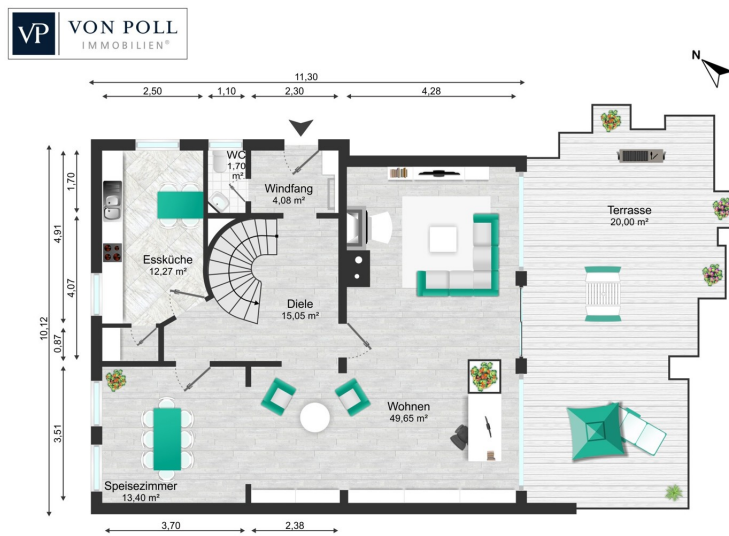 VP
VON POLL
IMMOBILIEN®
N
11,30
2,50
1,10
2,30
4,28
WC
1,70
m²
Windfang
4,08 m²
Terrasse
20,00 m²
Essküche
12,27 m²
Diele
15,05 m²
Wohnen
49,65 m²
Speisezimmer
13,40 m²
10,12
4,91
0,87
3,51
1,70
4,07
3,70
2,38